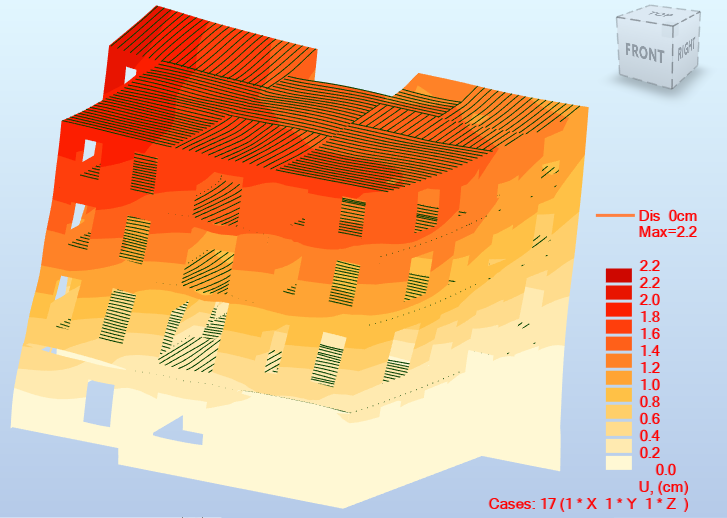 TOP
FRONT
RIGHT
Dis 0cm
Max=2.2
2.2
2.2
2.0
1.8
1.6
1.4
1.2
1.0
0.8
0.6
0.4
0.2
0.0
U, (cm)
Cases: 17 (1 * X 1 * Y 1 * Z )